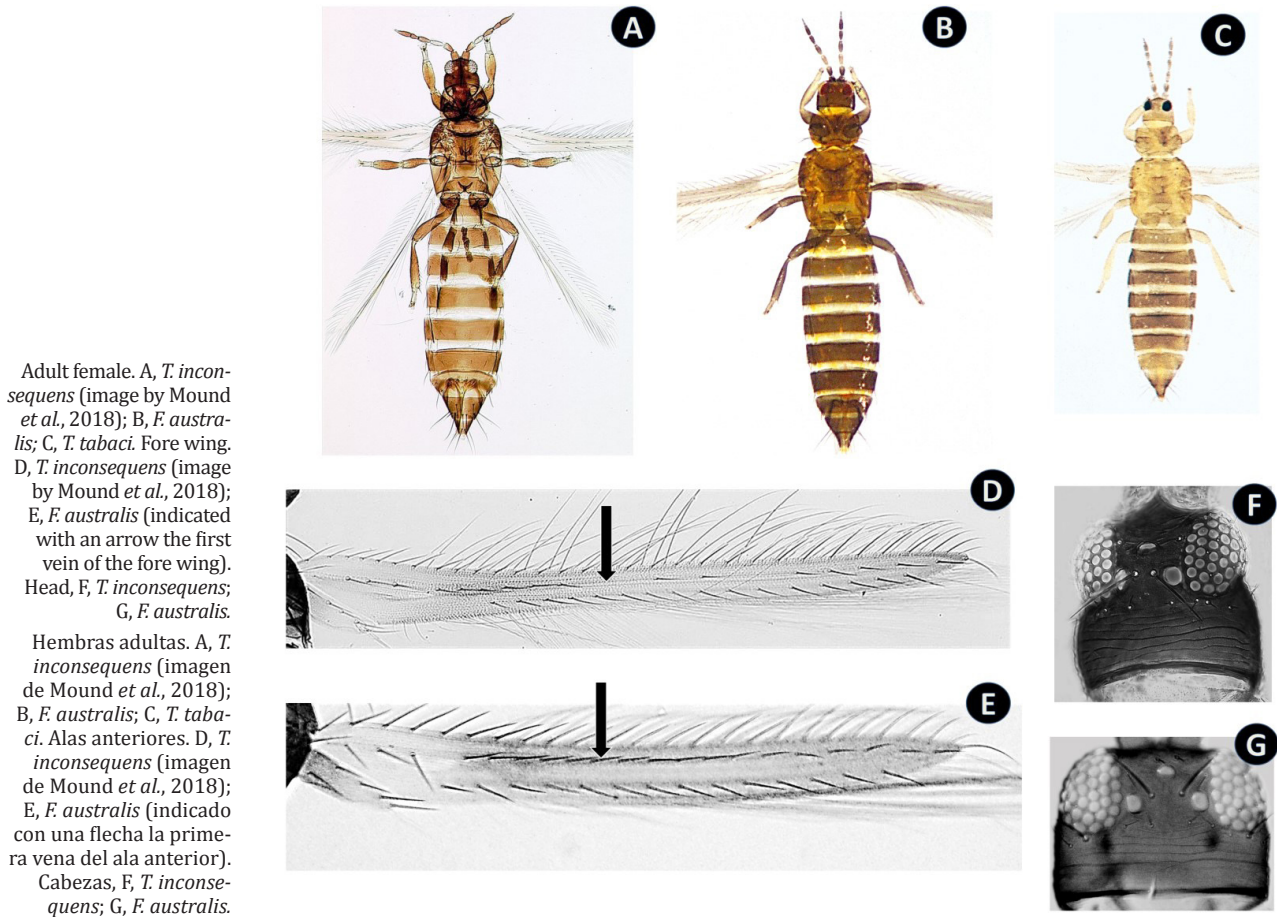 Adult female. A, T. incon-
sequens (image by Mound
et al., 2018); B, F. austra-
lis; C, T. tabaci. Fore wing.
D, T. inconsequens (image
by Mound et al., 2018);
E, F. australis (indicated
with an arrow the first
vein of the fore wing).
Head, F, T. inconsequens;
G, F. australis.
Hembras adultas. A, T.
inconsequens (imagen
de Mound et al., 2018);
B, F. australis; C, T. taba-
ci. Alas anteriores. D, T.
inconsequens (imagen
de Mound et al., 2018);
E, F. australis (indicado
con una flecha la prime-
ra vena del ala anterior).
Cabezas, F, T. inconse-
quens; G, F. australis.
A
B
C
D
E
F
G